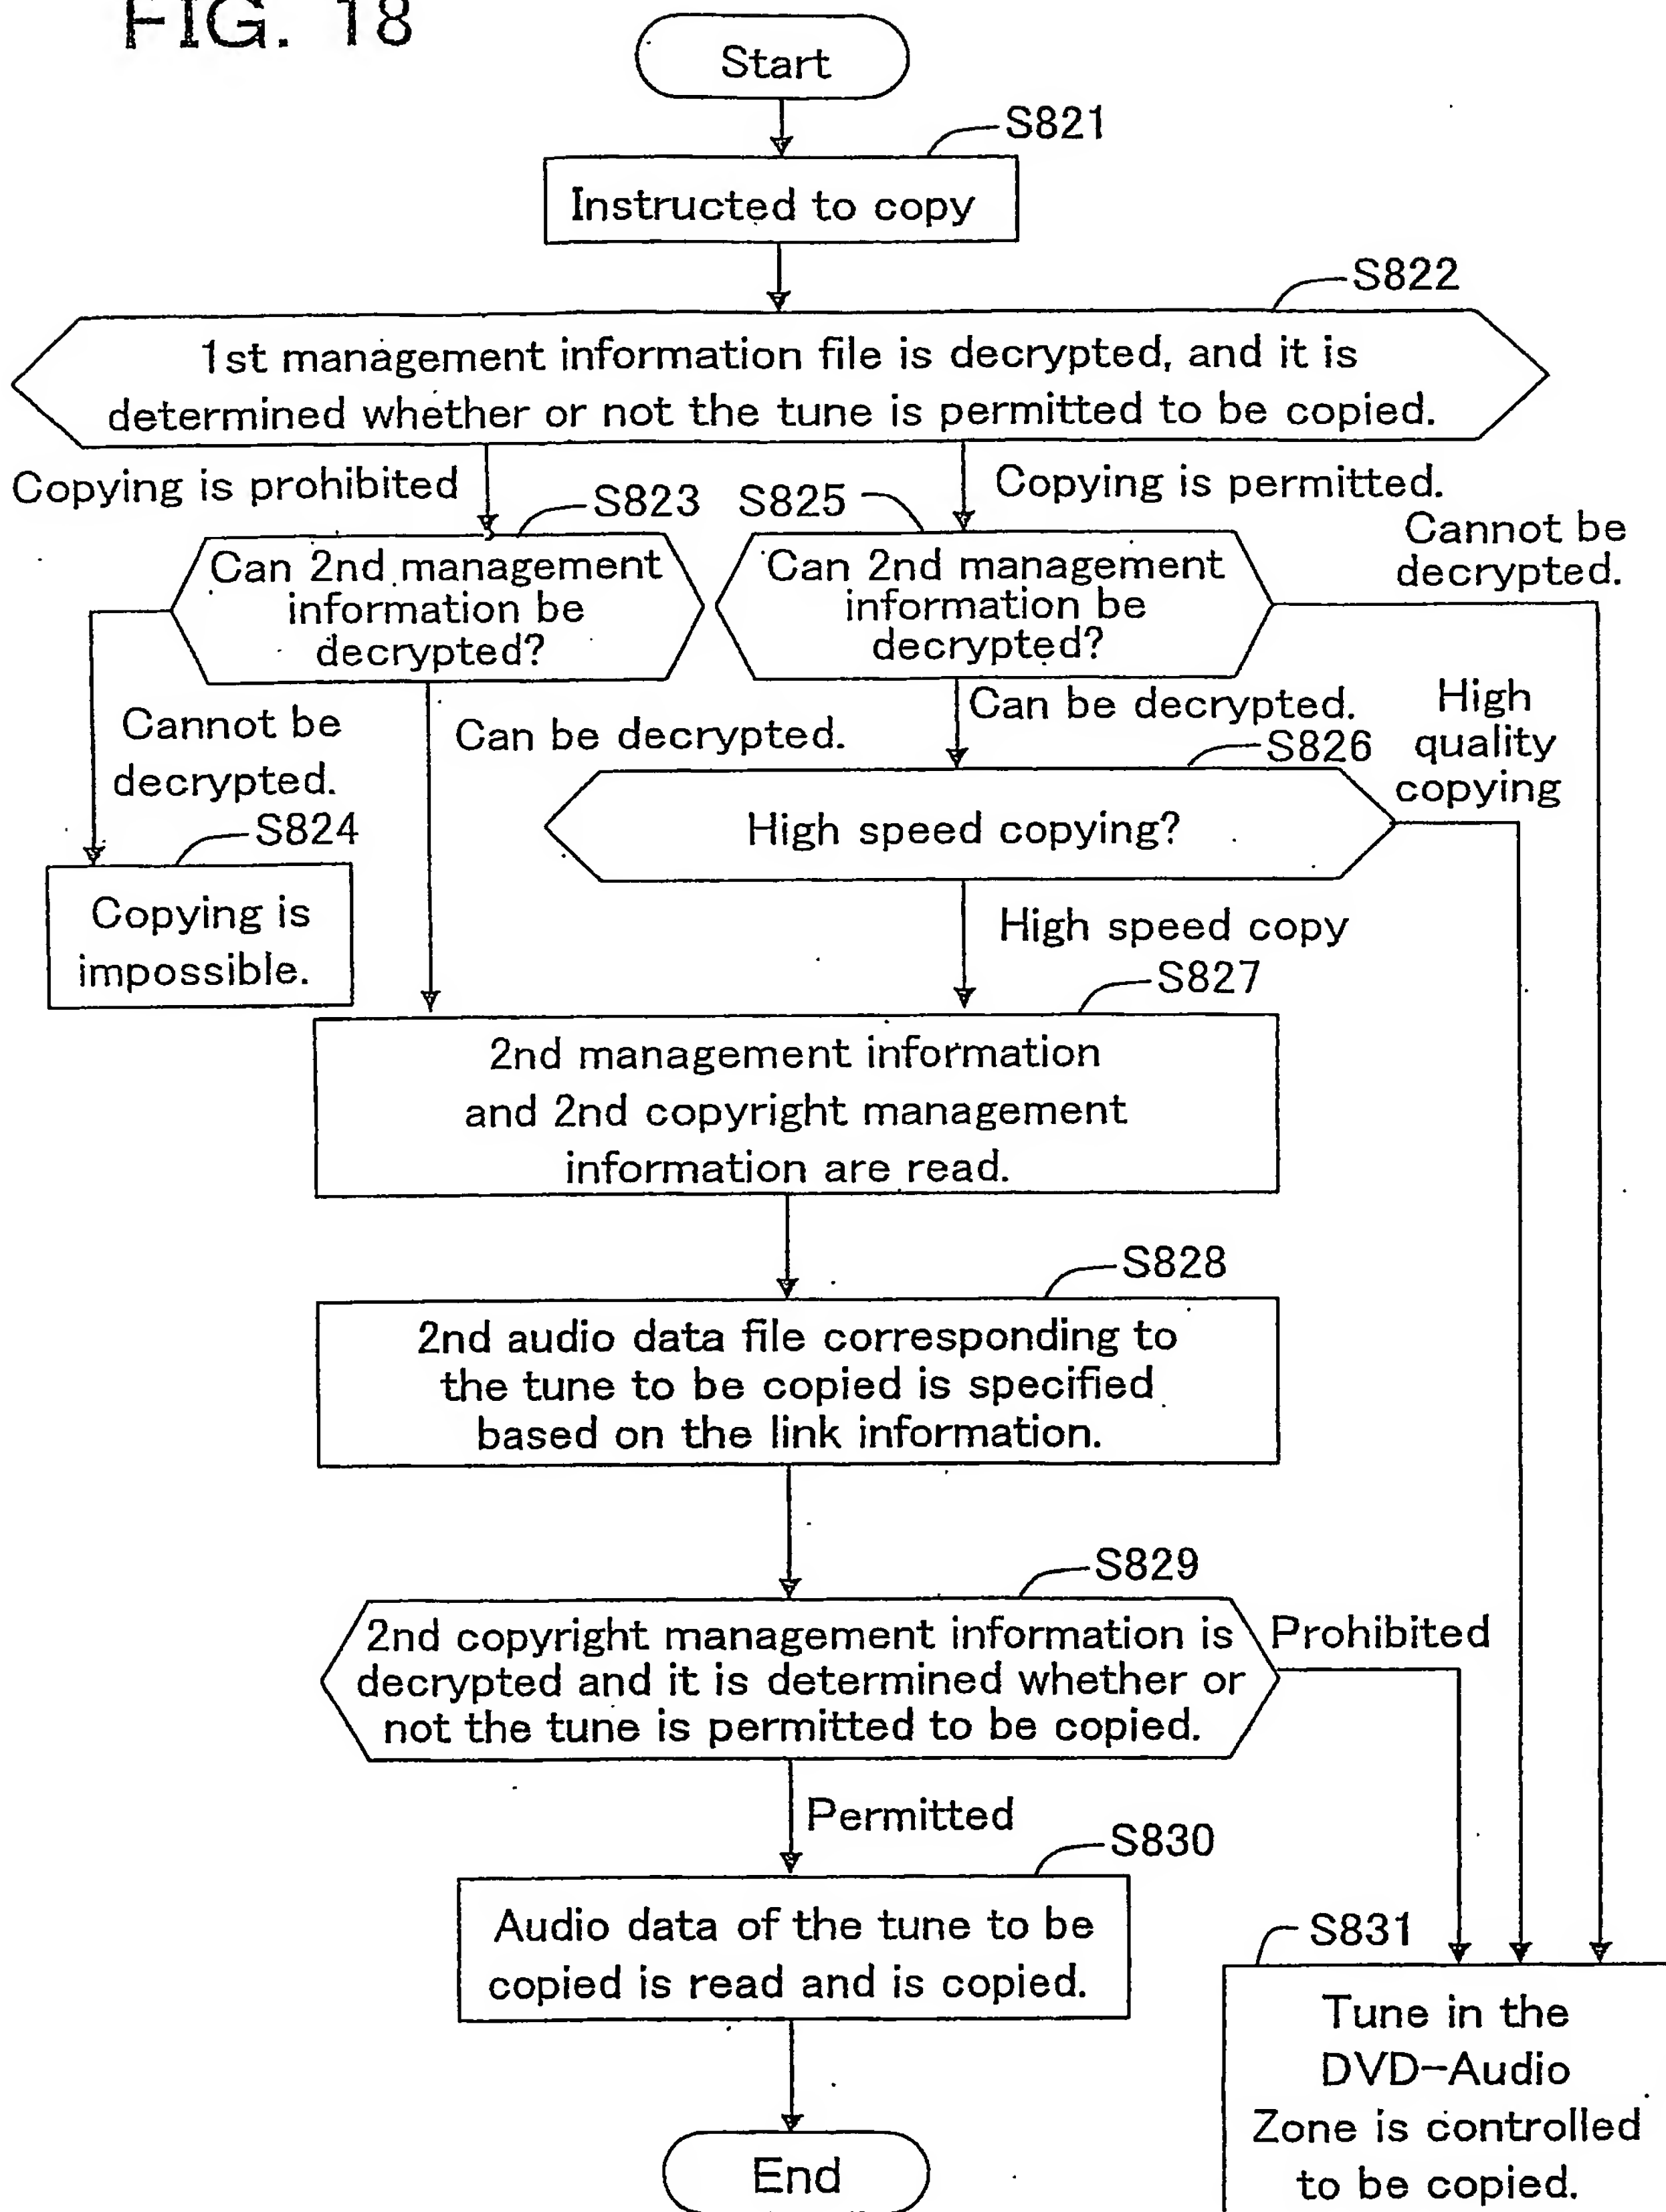 FIG. 18
Start
S821
Instructed to copy
S822
1st management information file is decrypted, and it is
determined whether or not the tune is permitted to be copied.
Copying is prohibited
Copying is permitted.
S823
S825
Cannot be
decrypted.
Can 2nd management
information be
decrypted?
Can 2nd management
information be
decrypted?
Cannot be
decrypted.
Can be decrypted.
Can be decrypted.
High
quality
copying
S826
High speed copying?
S824
Copying is
impossible.
High speed copy
S827
2nd management information
and 2nd copyright management
information are read.
S828
2nd audio data file corresponding to
the tune to be copied is specified
based on the link information.
S829
2nd copyright management information is
decrypted and it is determined whether or
not the tune is permitted to be copied.
Prohibited
Permitted
S830
Audio data of the tune to be
copied is read and is copied.
S831
Tune in the
DVD-Audio
Zone is controlled
to be copied.
End